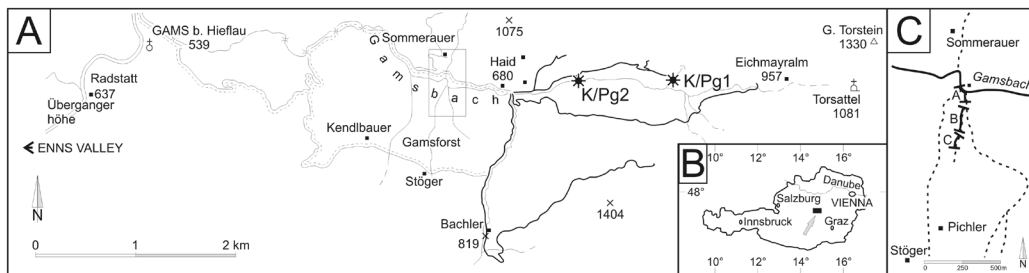 A
GAMS b. Hieflau
539
Radstatt
637
Überganger
höhe
ENNS VALLEY
N
0 1 2 km
Sommerauer
Gamsbach
Kendlbauer
Gamsforst
Stöger
Haid
680
1075
K/Pg2
K/Pg1
G. Torstein
1330
Eichmayralm
957
Torsattel
1081
Bachler
819
1404
B
10° 12° 14° 16°
48°
Danube
Salzburg
VIENNA
Innsbruck
Graz
10° 12° 14° 16°
C
Sommerauer
Gamsbach
A
B
C
Pichler
Stöger
0 250 500m
N